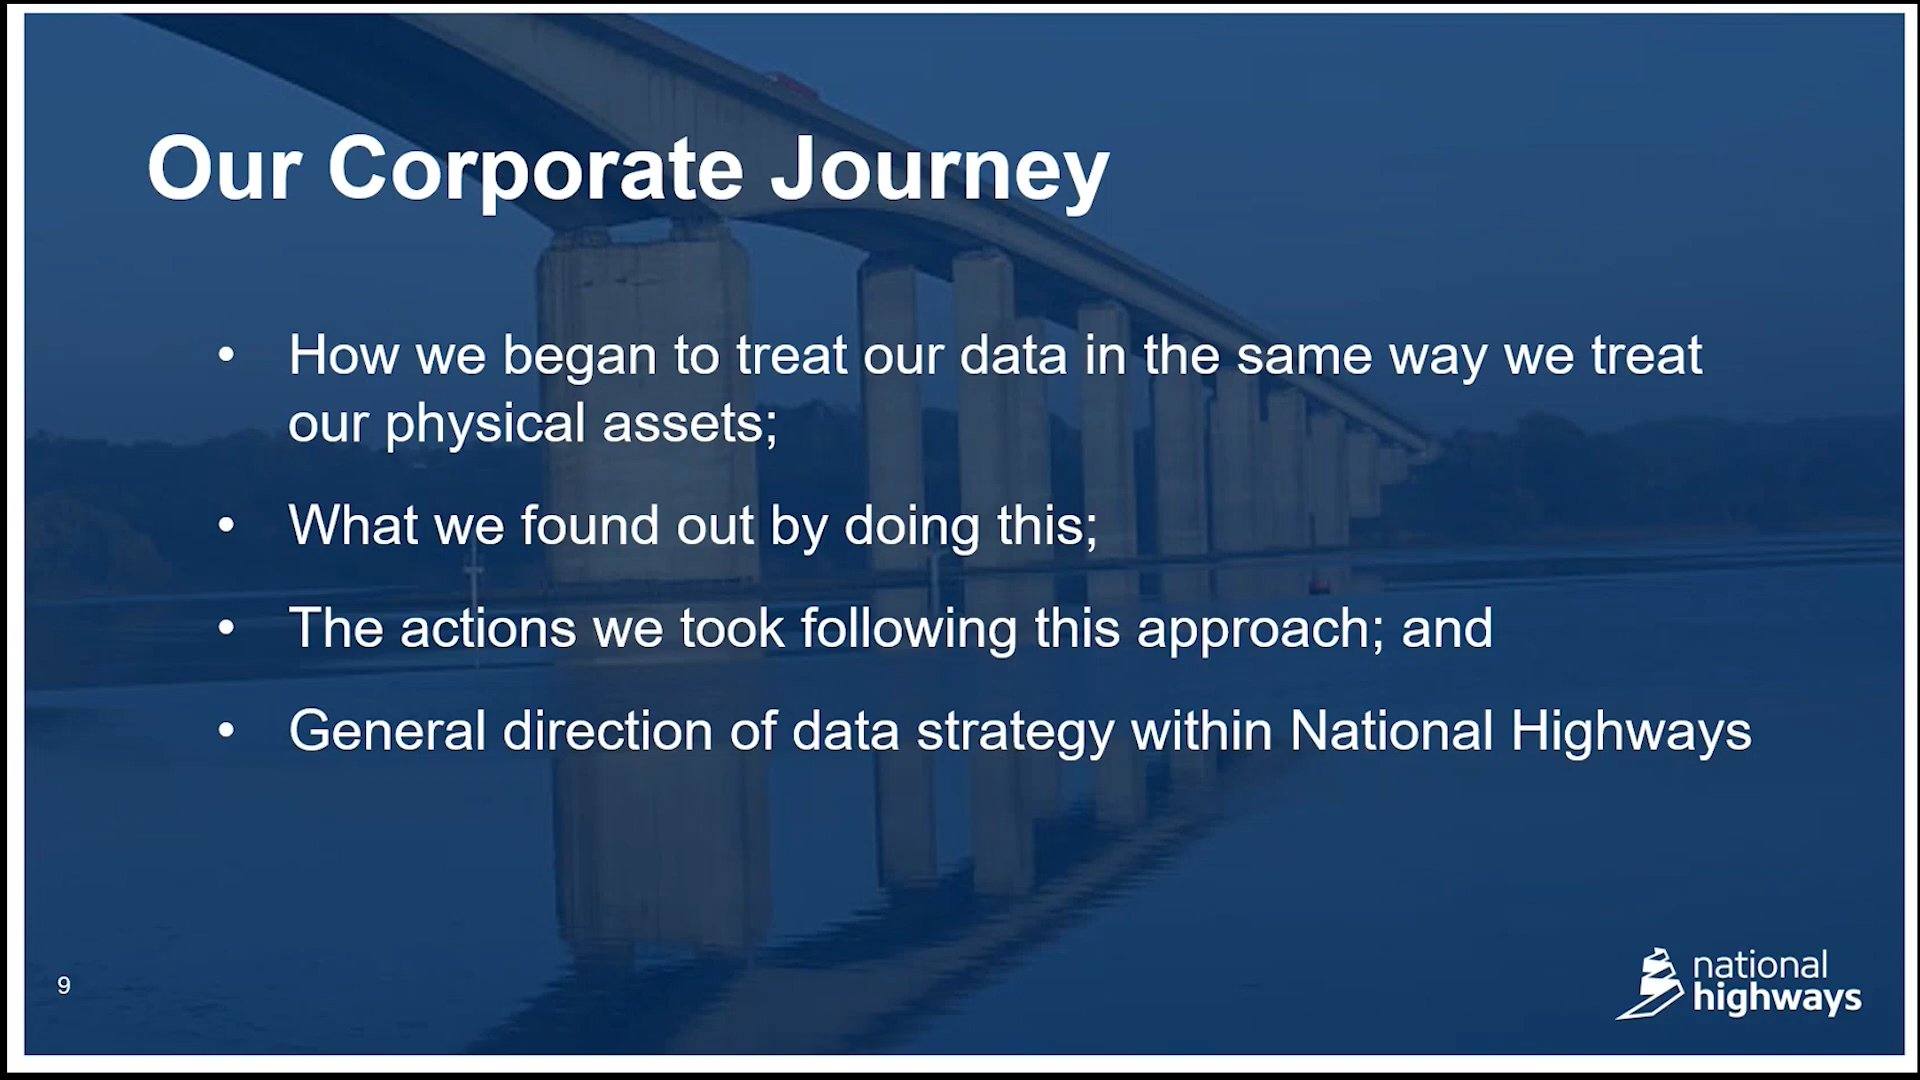 Our Corporate Journey
• How we began to treat our data in the same way we treat
our physical assets;
• What we found out by doing this;
• The actions we took following this approach; and
• General direction of data strategy within National Highways
9
national
highways